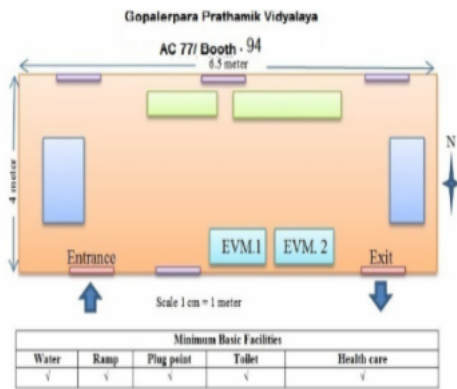 Gopalerpara Prathamik Vidyalaya
AC 77/ Booth - 94
6.5 meter
4 meter
N
EVM.1 EVM. 2
Entrance Exit
Scale 1 cm = 1 meter
Minimum Basic Facilities
Water Ramp Plug point Toilet Health care
√ √ √ √ √